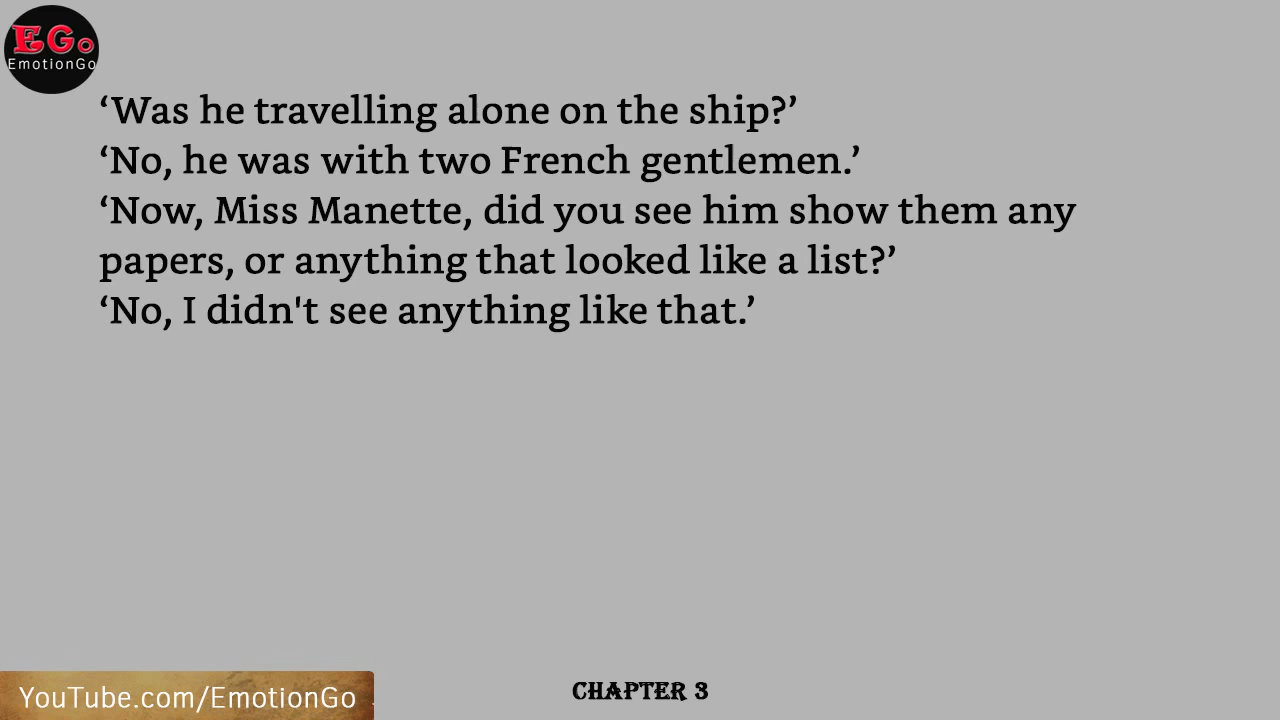 EGo
EmotionGo
‘Was he travelling alone on the ship?’
‘No, he was with two French gentlemen.’
‘Now, Miss Manette, did you see him show them any
papers, or anything that looked like a list?’
‘No, I didn't see anything like that.’
YouTube.com/EmotionGo
CHAPTER 3